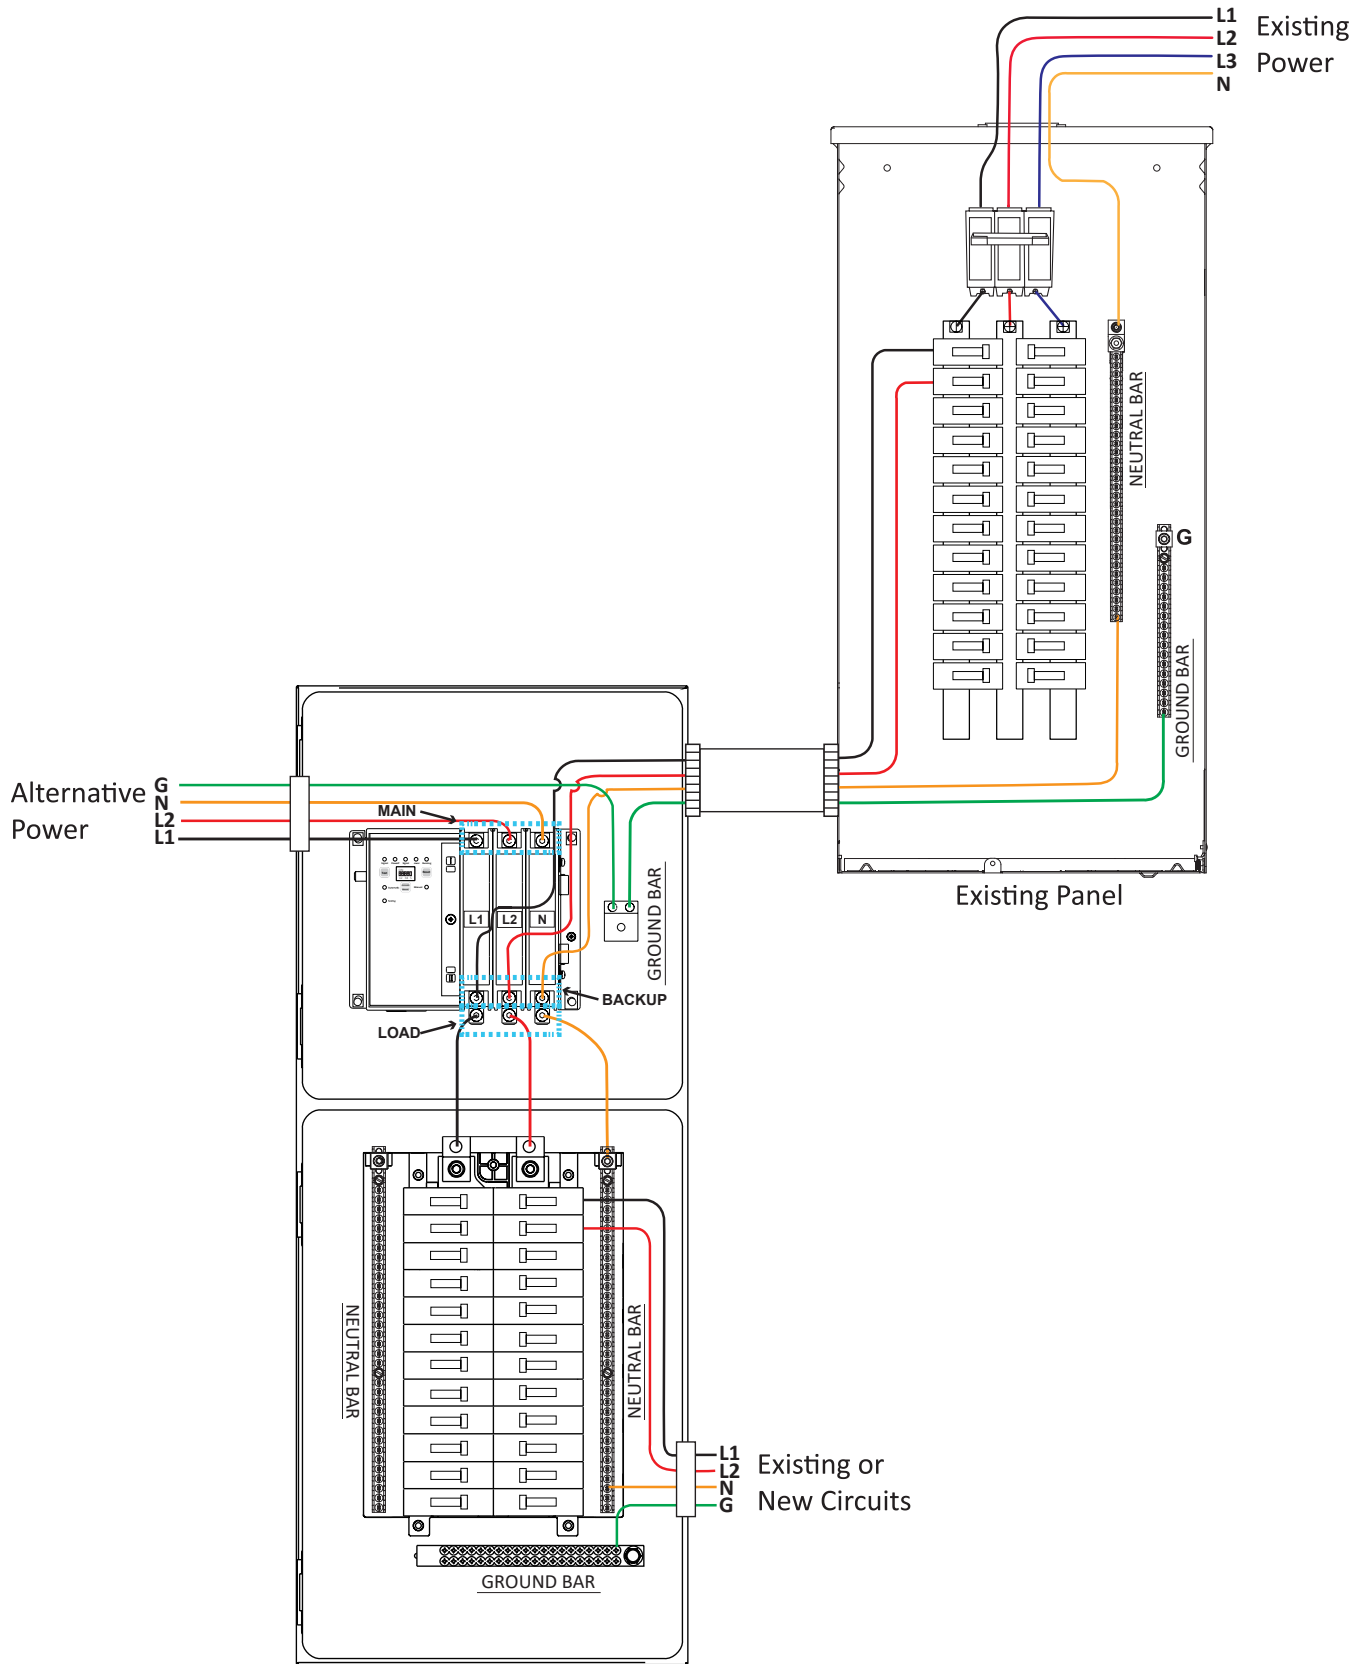 L1
L2
L3
N
Existing
Power
NEUTRAL BAR
G
GROUND BAR
Existing Panel
Alternative
Power
G
N
L2
L1
MAIN
L1
L2
N
GROUND BAR
BACKUP
LOAD
NEUTRAL BAR
NEUTRAL BAR
L1
L2
N
G
Existing or
New Circuits
GROUND BAR